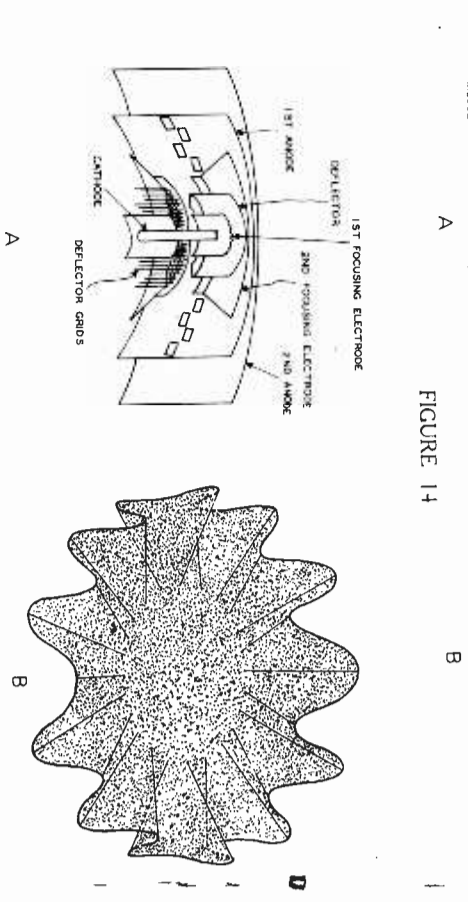 A
FIGURE 14
B
1ST FOCUSING ELECTRODE
DEFLECTOR
2ND FOCUSING ELECTRODE
1ST ANODE
2ND ANODE
CATHODE
DEFLECTOR GRIDS
A
B